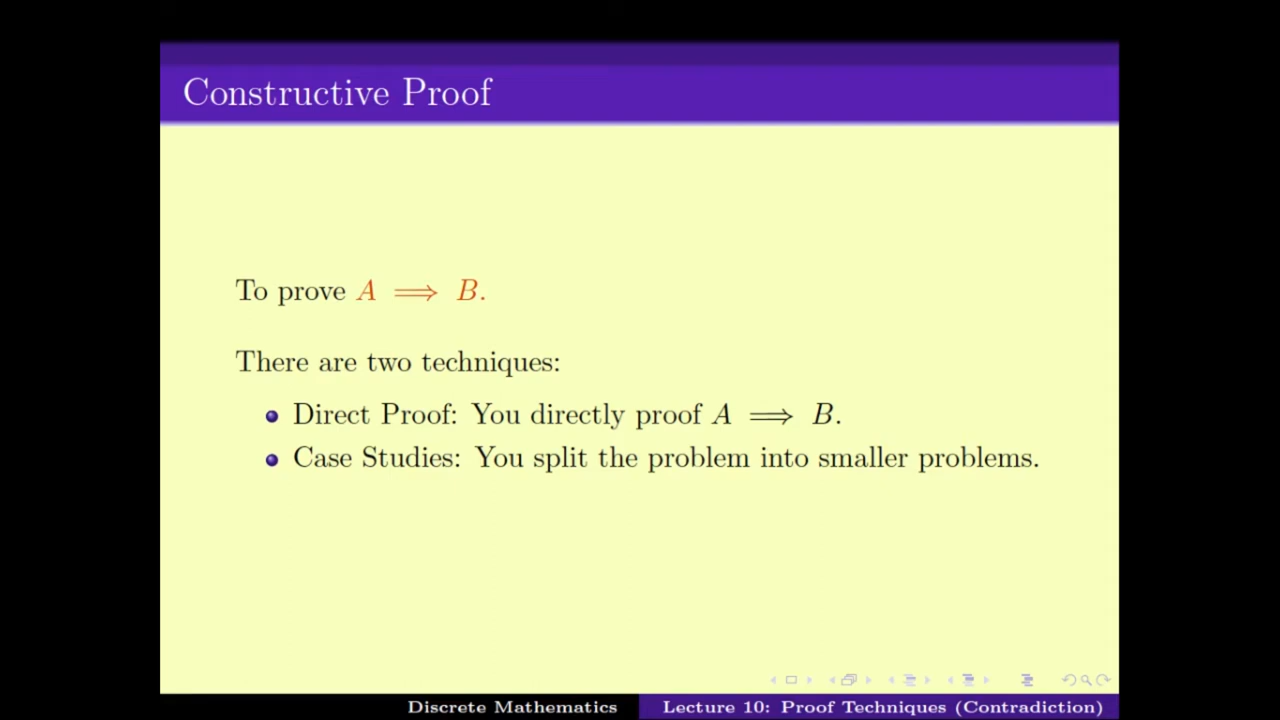 Constructive Proof
To prove A ⟹ B.
There are two techniques:
Direct Proof: You directly proof A ⟹ B.
Case Studies: You split the problem into smaller problems.
Discrete Mathematics
Lecture 10: Proof Techniques (Contradiction)